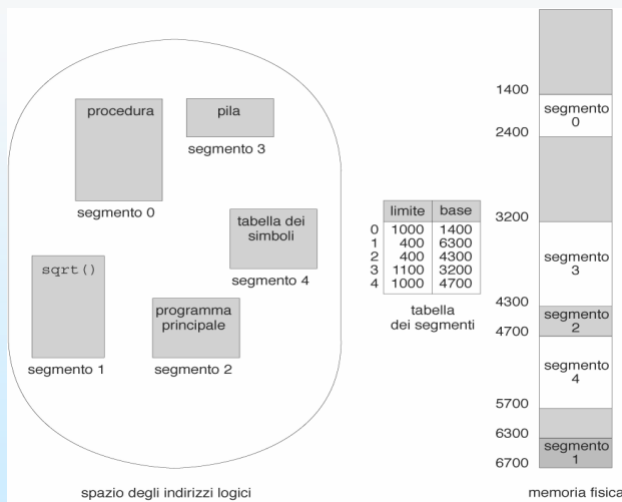 procedura
segmento 0
pila
segmento 3
tabella dei
simboli
segmento 4
sqrt()
segmento 1
programma
principale
segmento 2
spazio degli indirizzi logici
limite base
0 1000 1400
1 400 6300
2 400 4300
3 1100 3200
4 1000 4700
tabella
dei segmenti
1400
segmento
0
2400
3200
segmento
3
4300
segmento
2
4700
segmento
4
5700
6300
segmento
1
6700
memoria fisica